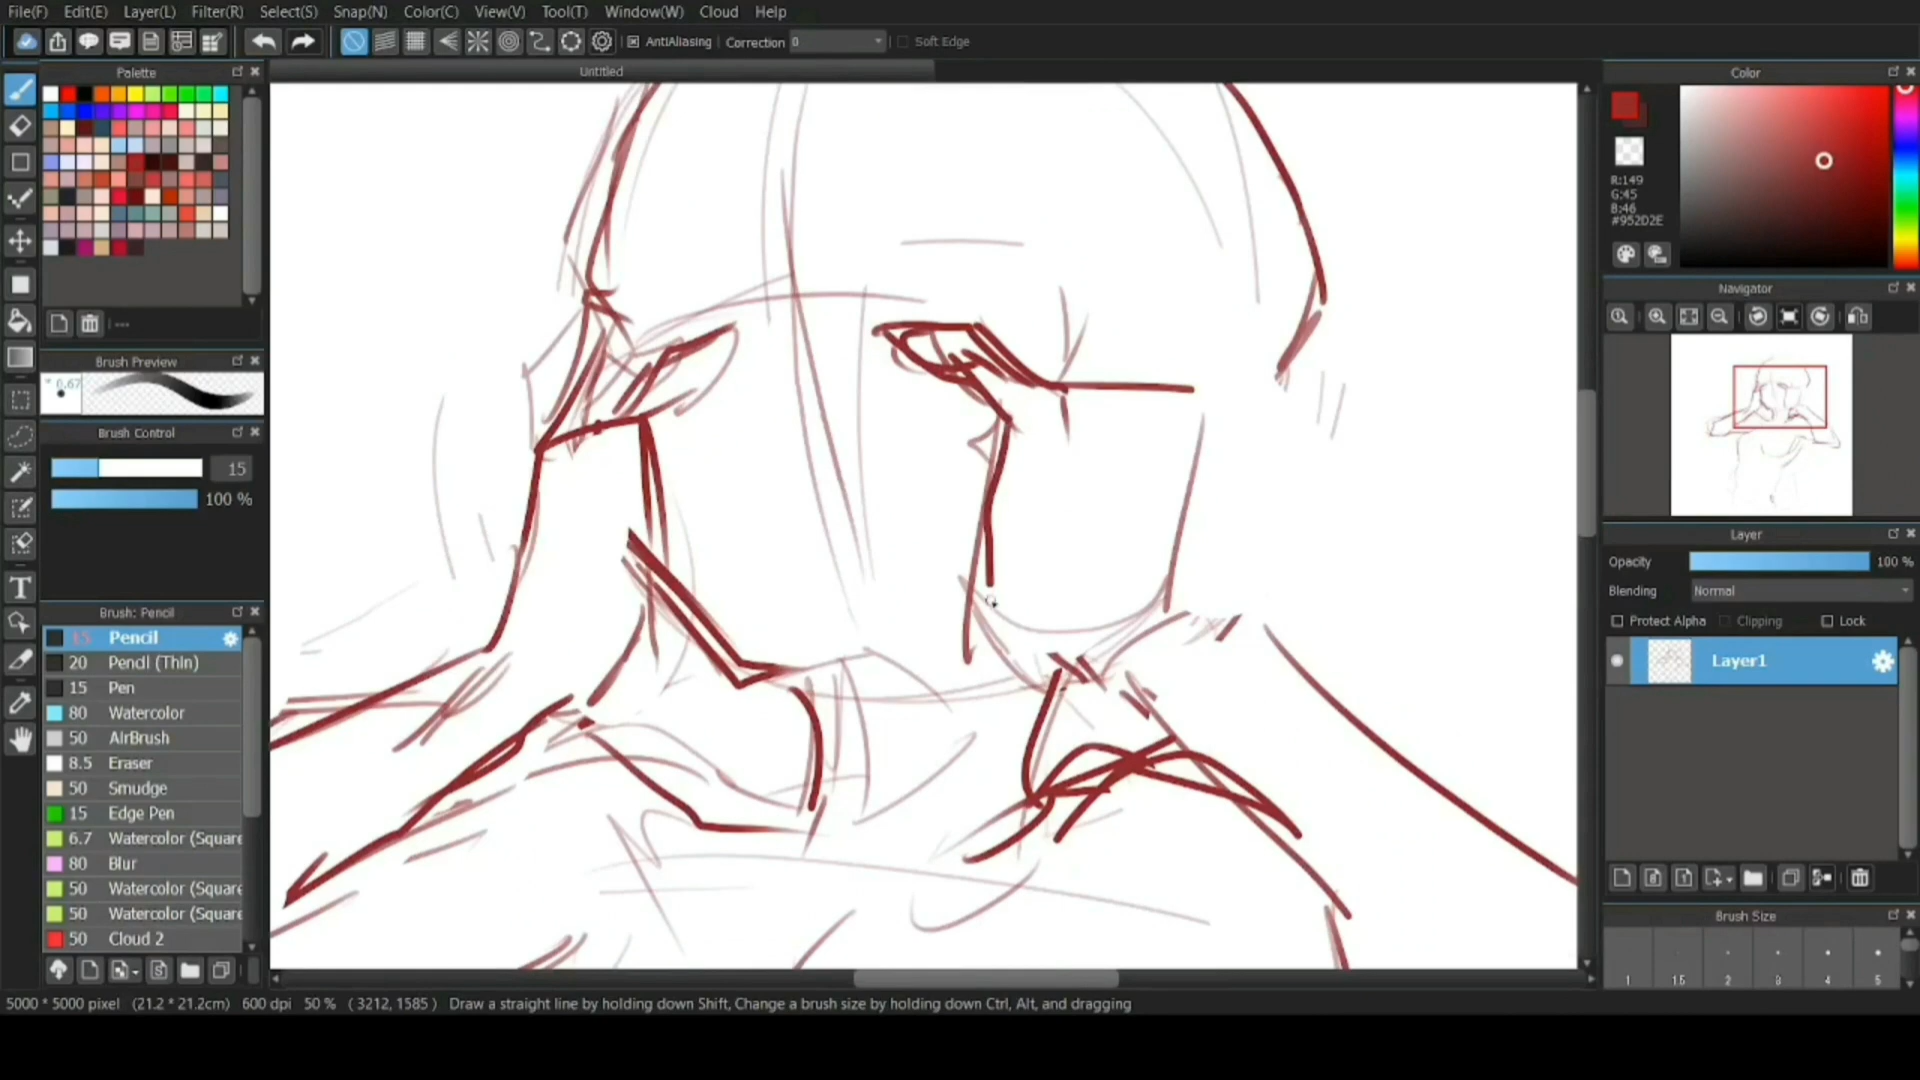 File(F) Edit(E) Layer(L) Filter(R) Select(S) Snap(N) Color(C) View(V) Tool(T) Window(W) Cloud Help
AntiAliasing Correction 0 Soft Edge
Palette
Untitled
Color
R:149
G:45
B:46
#952D2E
Navigator
---
Brush Preview
* 0.67
Brush Control
15
100 %
Brush: Pencil
15 Pencil
20 Pencil (Thin)
15 Pen
80 Watercolor
50 AirBrush
8.5 Eraser
50 Smudge
15 Edge Pen
6.7 Watercolor (Square
80 Blur
50 Watercolor (Square
50 Watercolor (Square
50 Cloud 2
Layer
Opacity 100 %
Blending Normal
Protect Alpha Clipping Lock
Layer1
Brush Size
1 1.5 2 3 4 5
5000 * 5000 pixel (21.2 * 21.2cm) 600 dpi 50 % ( 3212, 1585 ) Draw a straight line by holding down Shift, Change a brush size by holding down Ctrl, Alt, and dragging